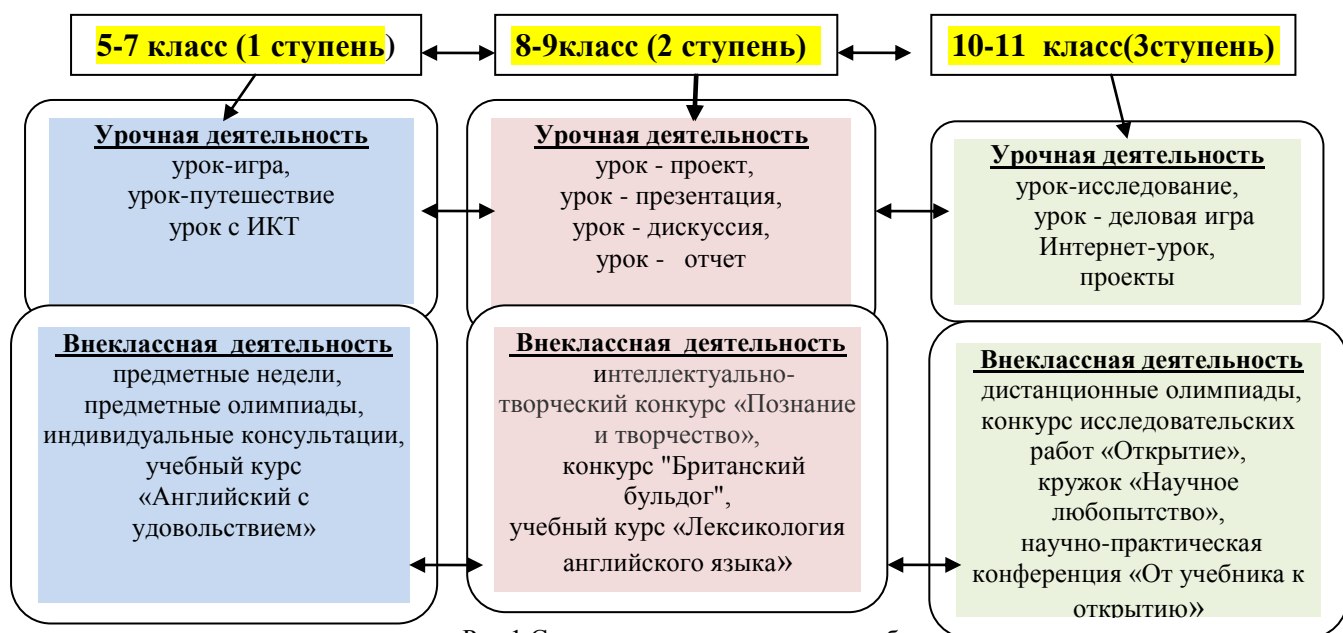 5-7 класс (1 ступень)
8-9класс (2 ступень)
10-11 класс(3ступень)
Урочная деятельность
урок-игра,
урок-путешествие
урок с ИКТ
Урочная деятельность
урок - проект,
урок - презентация,
урок - дискуссия,
урок - отчет
Урочная деятельность
урок-исследование,
урок - деловая игра
Интернет-урок,
проекты
Внеклассная деятельность
предметные недели,
предметные олимпиады,
индивидуальные консультации,
учебный курс
«Английский с
удовольствием»
Внеклассная деятельность
интеллектуально-
творческий конкурс «Познание
и творчество»,
конкурс "Британский
бульдог",
учебный курс «Лексикология
английского языка»
Внеклассная деятельность
дистанционные олимпиады,
конкурс исследовательских
работ «Открытие»,
кружок «Научное
любопытство»,
научно-практическая
конференция «От учебника к
открытию»